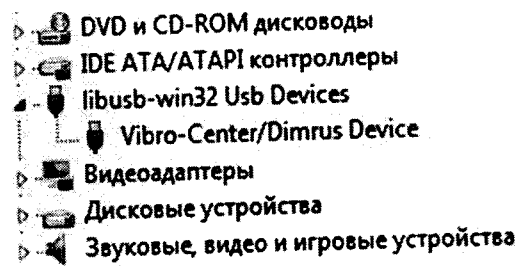 DVD и CD-ROM дисководы
IDE ATA/ATAPI контроллеры
libusb-win32 Usb Devices
Vibro-Center/Dimrus Device
Видеоадаптеры
Дисковые устройства
Звуковые, видео и игровые устройства